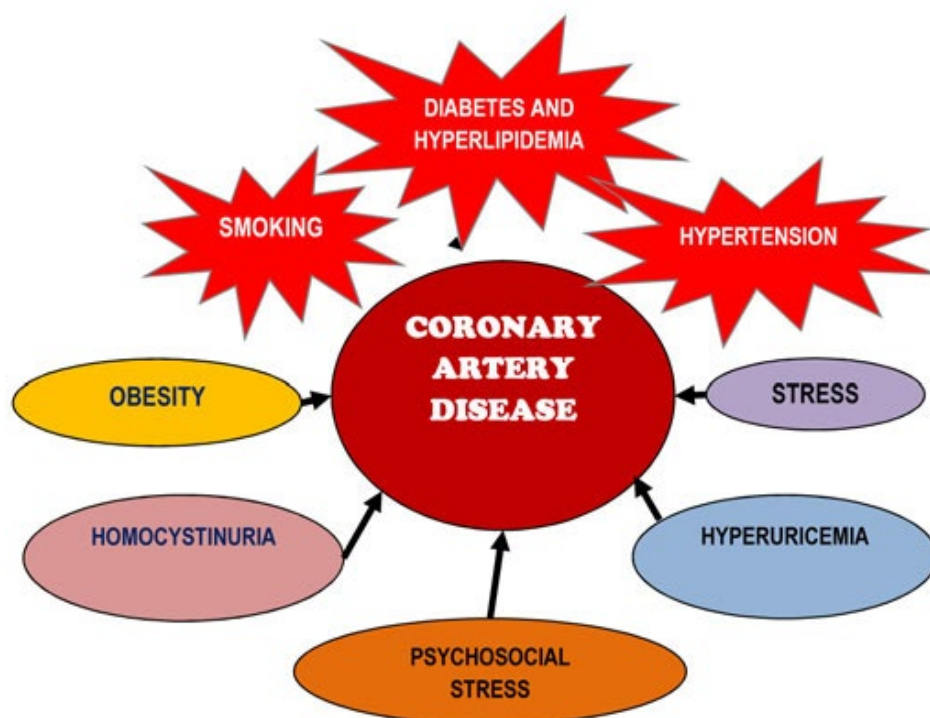 DIABETES AND
HYPERLIPIDEMIA
SMOKING
HYPERTENSION
CORONARY
ARTERY
DISEASE
OBESITY
STRESS
HOMOCYSTINURIA
HYPERURICEMIA
PSYCHOSOCIAL
STRESS